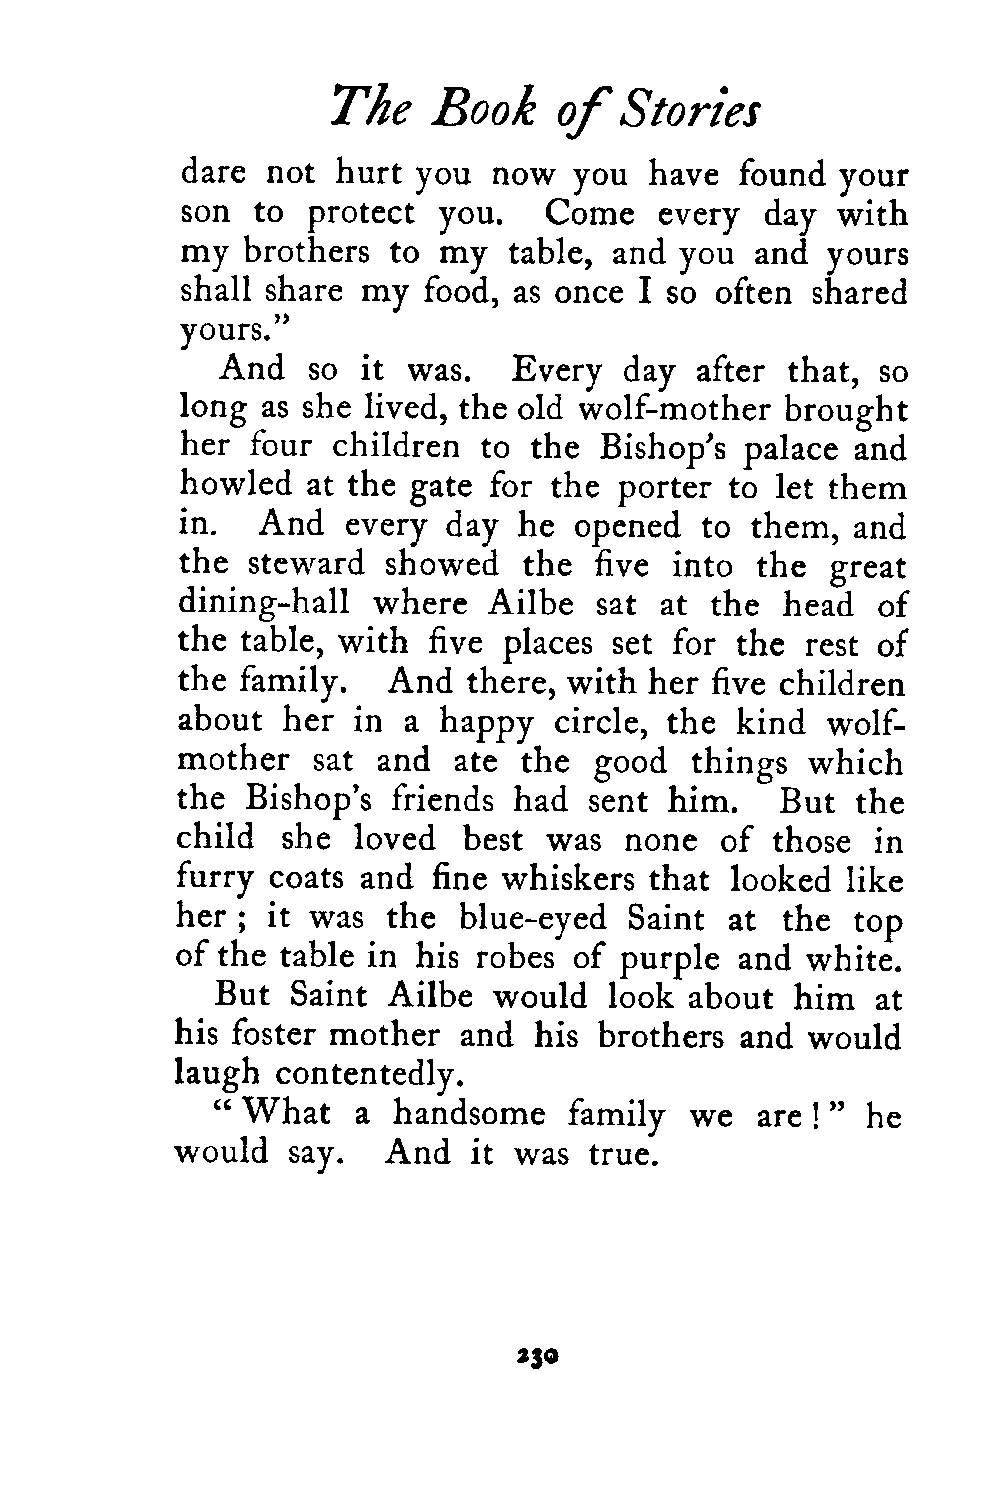 The Book of Stories
dare not hurt you now you have found your
son to protect you. Come every day with
my brothers to my table, and you and yours
shall share my food, as once I so often shared
yours.”
And so it was. Every day after that, so
long as she lived, the old wolf-mother brought
her four children to the Bishop’s palace and
howled at the gate for the porter to let them
in. And every day he opened to them, and
the steward showed the five into the great
dining-hall where Ailbe sat at the head of
the table, with five places set for the rest of
the family. And there, with her five children
about her in a happy circle, the kind wolf-
mother sat and ate the good things which
the Bishop’s friends had sent him. But the
child she loved best was none of those in
furry coats and fine whiskers that looked like
her ; it was the blue-eyed Saint at the top
of the table in his robes of purple and white.
But Saint Ailbe would look about him at
his foster mother and his brothers and would
laugh contentedly.
“ What a handsome family we are ! ” he
would say. And it was true.
230